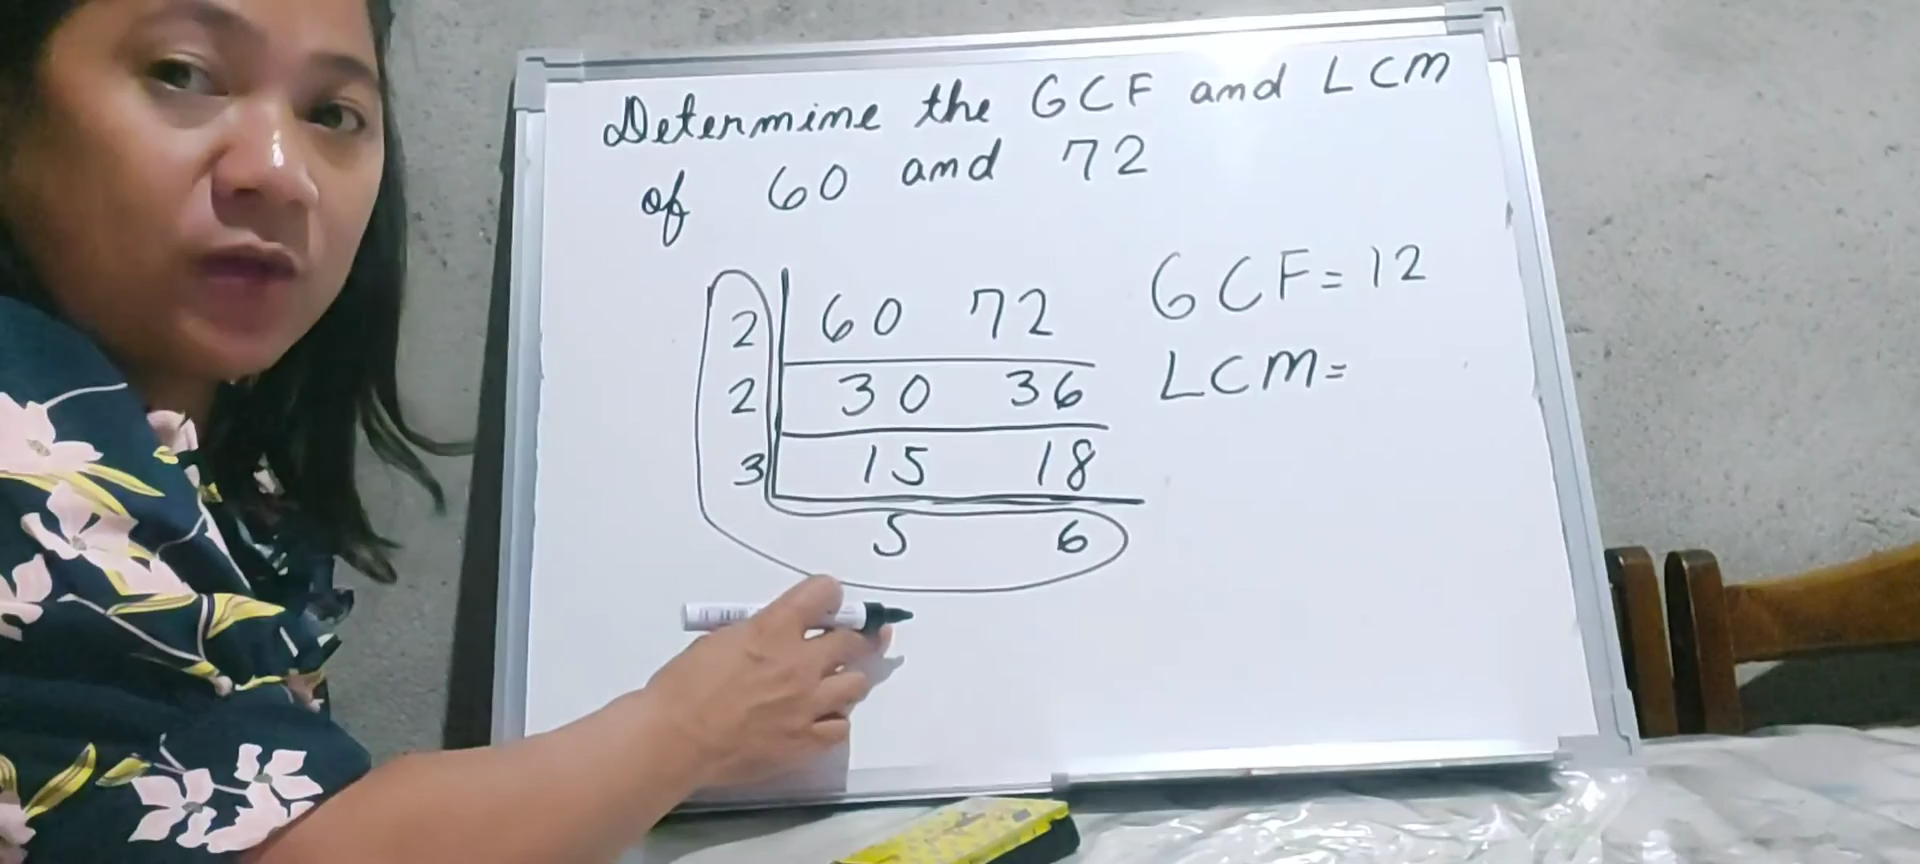 Determine the GCF and LCM
of 60 and 72
2 60 72
2 30 36
3 15 18
5 6
GCF=12
LCM=